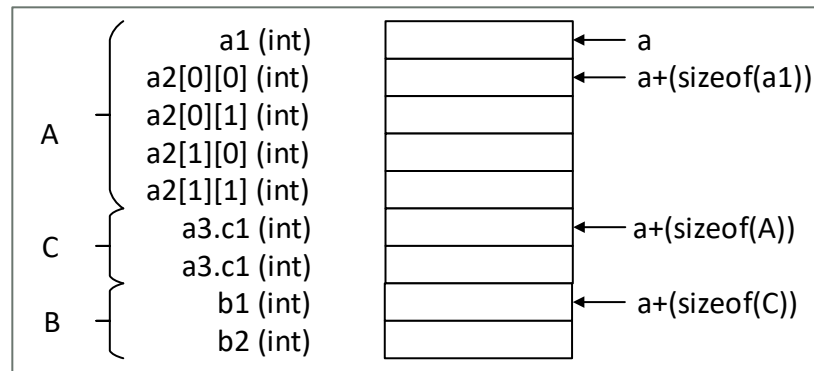 a1 (int) a
a2[0][0] (int) a+(sizeof(a1))
a2[0][1] (int)
A
a2[1][0] (int)
a2[1][1] (int)
a3.c1 (int) a+(sizeof(A))
C
a3.c1 (int)
b1 (int) a+(sizeof(C))
B
b2 (int)